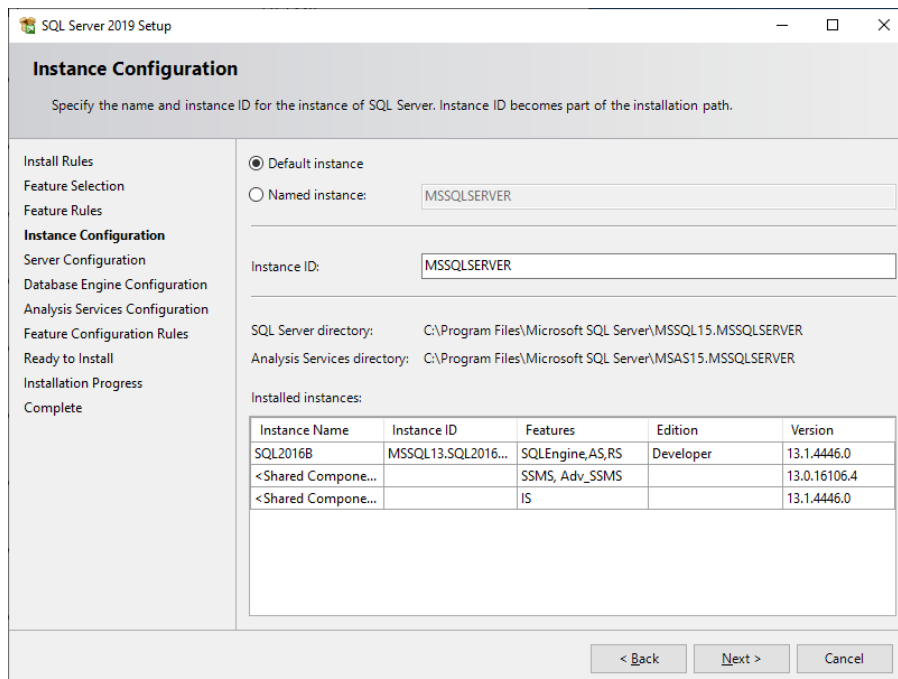 SQL Server 2019 Setup
Instance Configuration
Specify the name and instance ID for the instance of SQL Server. Instance ID becomes part of the installation path.
Install Rules
Feature Selection
Feature Rules
Instance Configuration
Server Configuration
Database Engine Configuration
Analysis Services Configuration
Feature Configuration Rules
Ready to Install
Installation Progress
Complete
Default instance
Named instance: MSSQLSERVER
Instance ID: MSSQLSERVER
SQL Server directory: C:\Program Files\Microsoft SQL Server\MSSQL15.MSSQLSERVER
Analysis Services directory: C:\Program Files\Microsoft SQL Server\MSAS15.MSSQLSERVER
Installed instances:
Instance Name Instance ID Features Edition Version
SQL2016B MSSQL13.SQL2016... SQLEngine,AS,RS Developer 13.1.4446.0
<Shared Compone... SSMS, Adv_SSMS 13.0.16106.4
<Shared Compone... IS 13.1.4446.0
< Back Next > Cancel